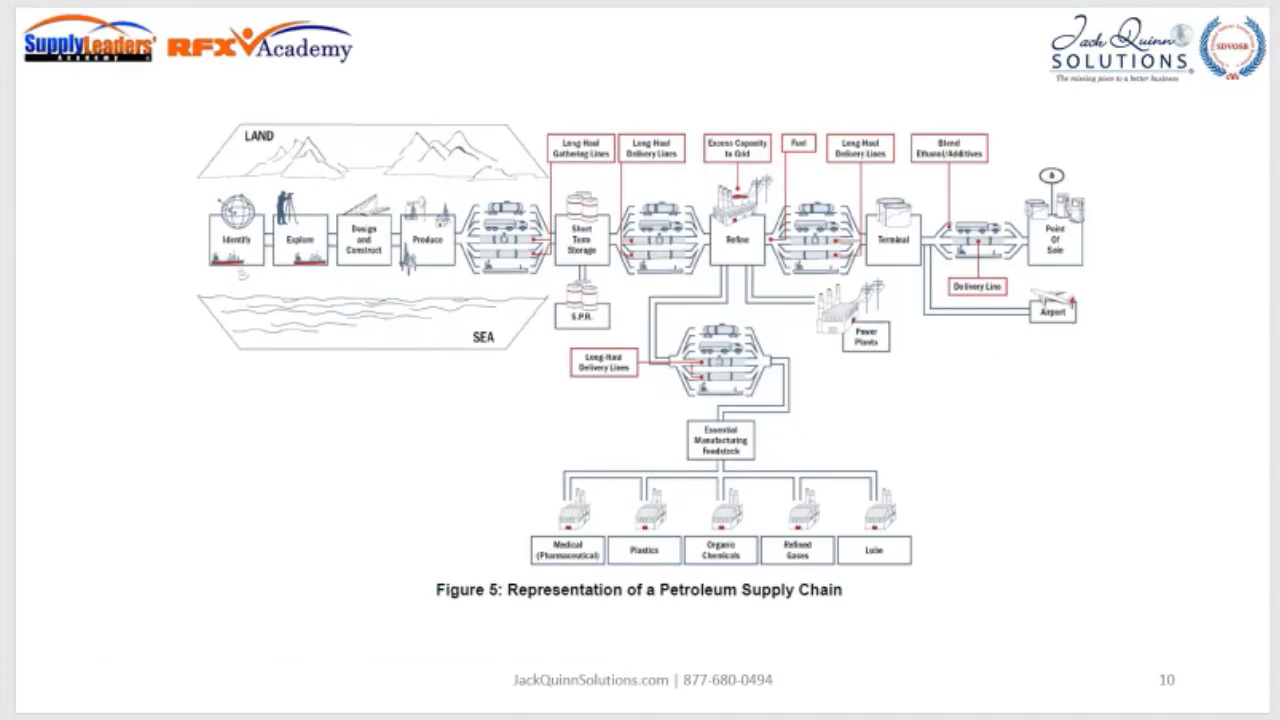 SupplyLeaders'
ACADEMY
RFX Academy
Jack Quinn
SOLUTIONS®
The missing piece to a better business
SDVOSB
LAND
Long-Haul
Gathering Lines
Long-Haul
Delivery Lines
Excess Capacity
to Grid
Fuel
Long-Haul
Delivery Lines
Blend
Ethanol/Additives
Identify
Explore
Design
and
Construct
Produce
Short
Term
Storage
Refine
Terminal
Point
Of
Sale
Delivery Line
Airport
S.P.R.
Power
Plants
SEA
Long-Haul
Delivery Lines
Essential
Manufacturing
Feedstock
Medical
(Pharmaceutical)
Plastics
Organic
Chemicals
Refined
Gases
Lube
Figure 5: Representation of a Petroleum Supply Chain
JackQuinnSolutions.com | 877-680-0494
10